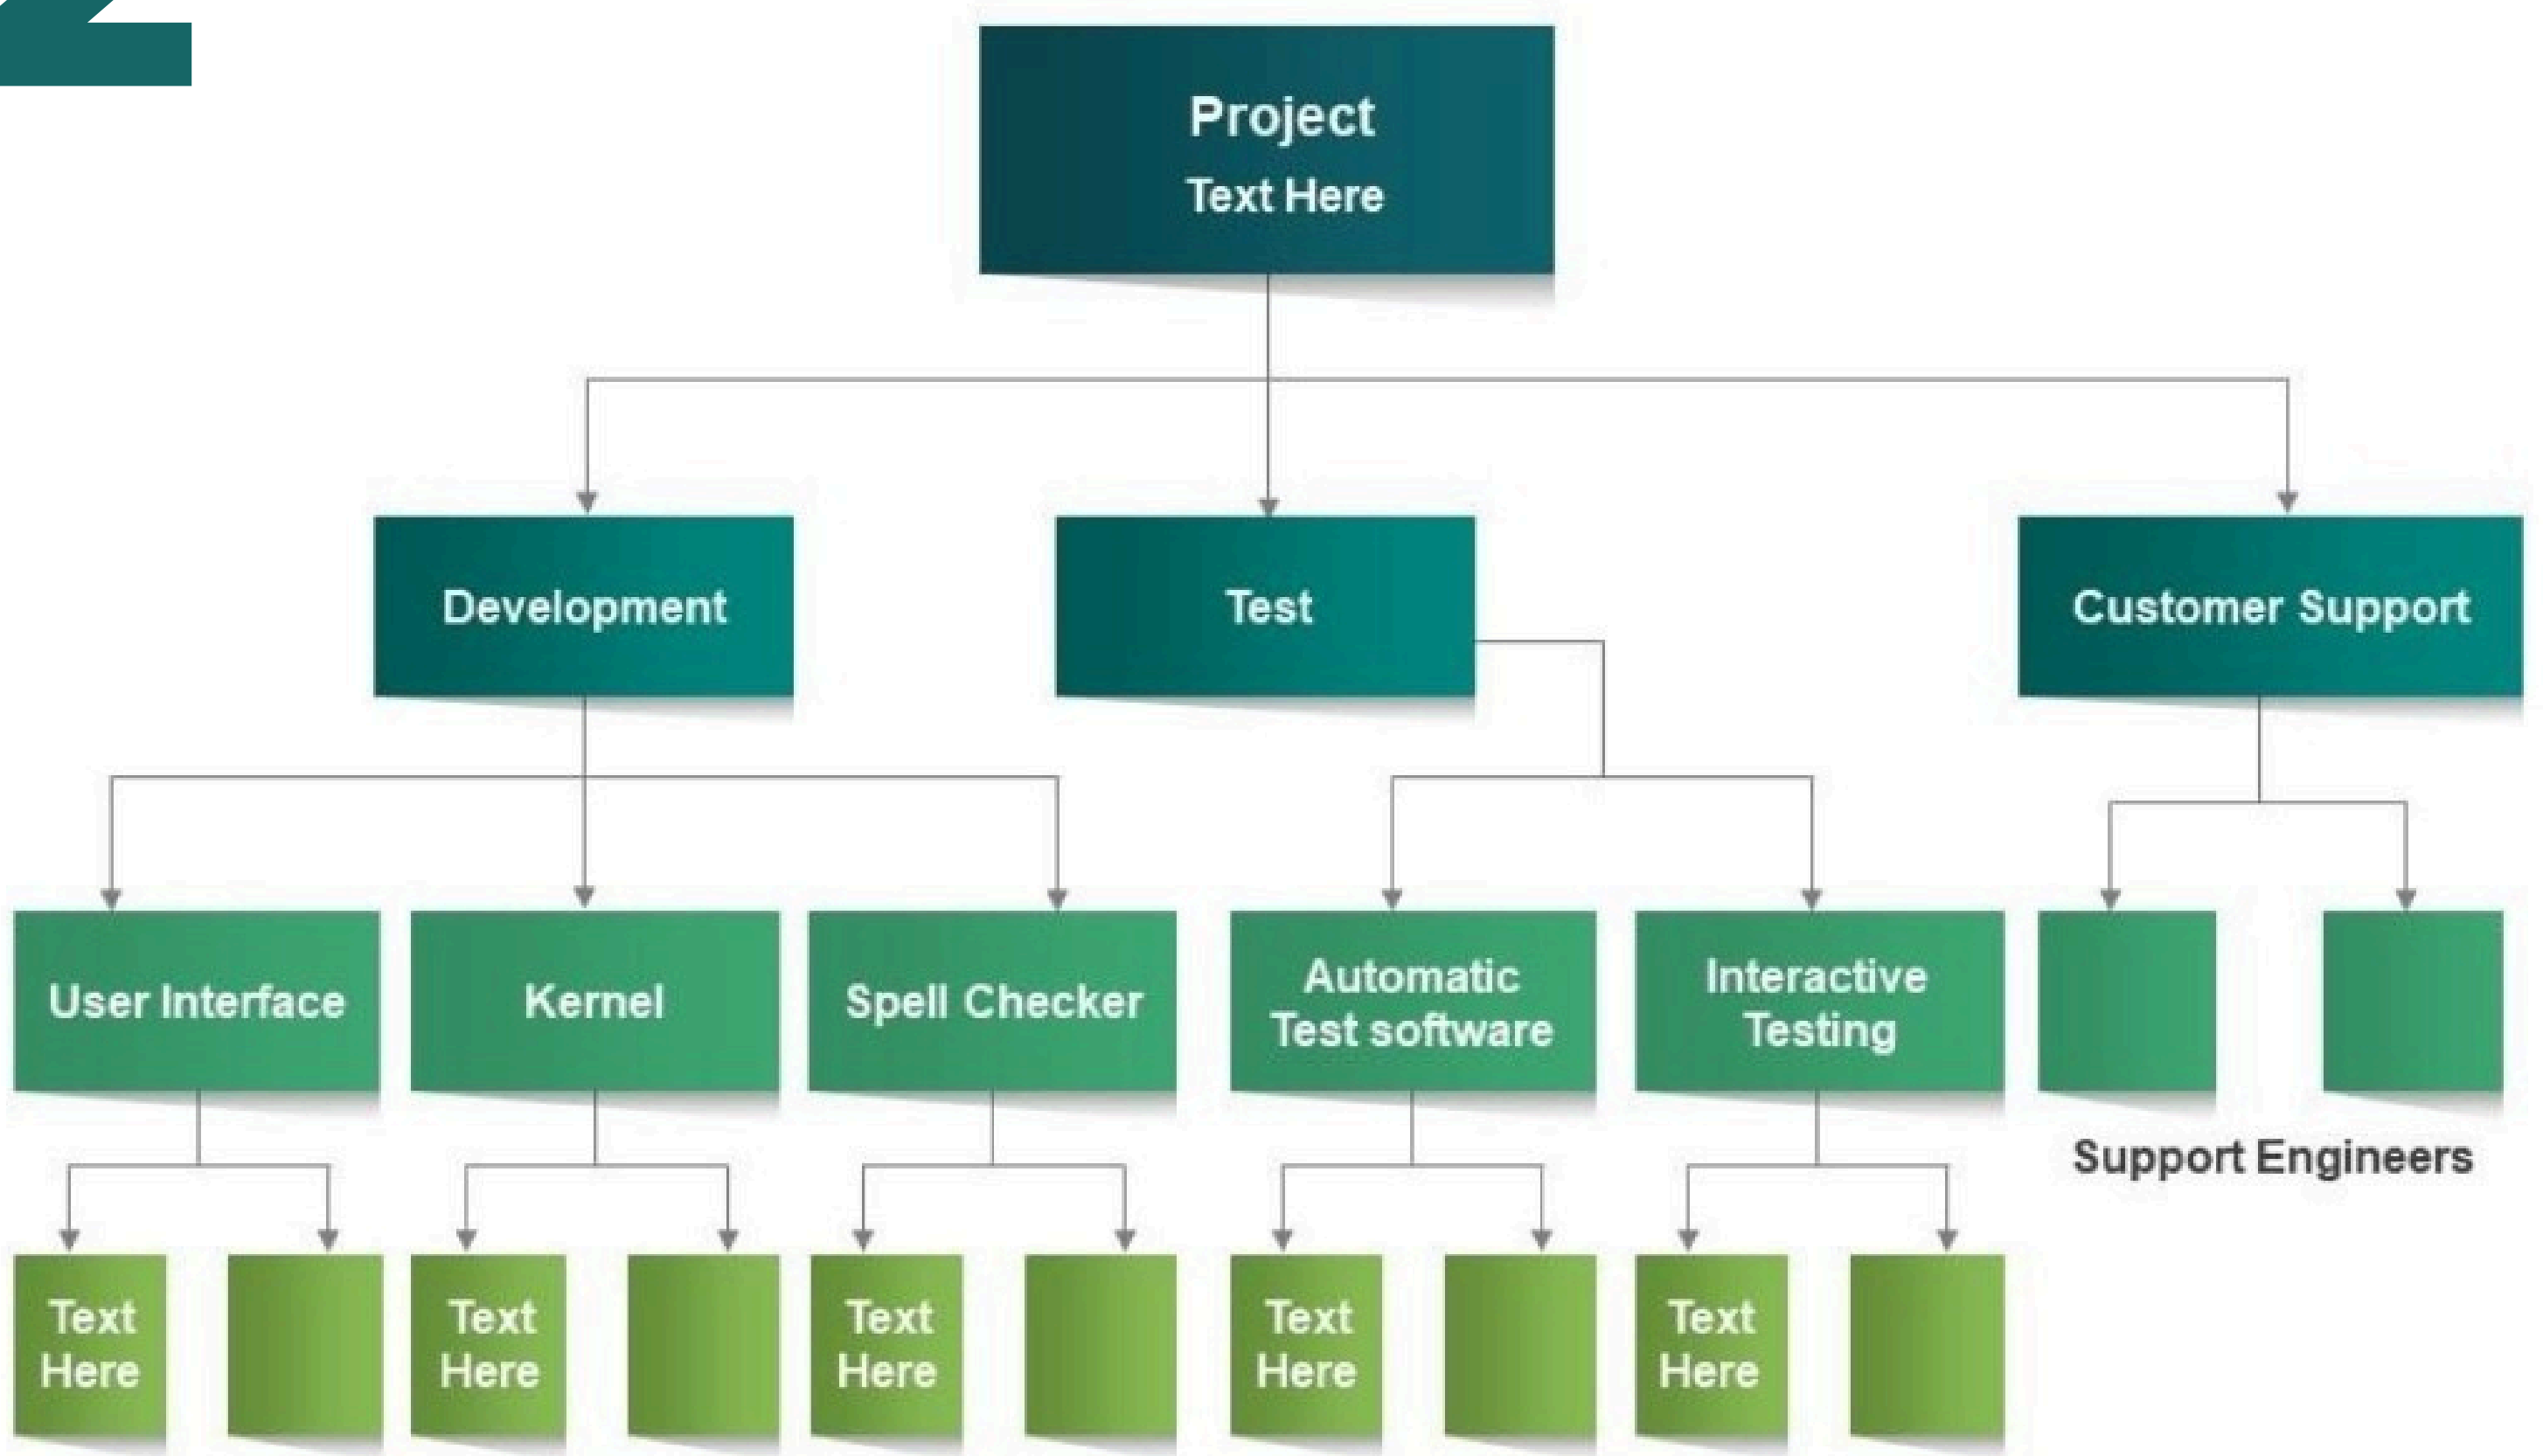 Project
Text Here
Development
Test
Customer Support
User Interface
Kernel
Spell Checker
Automatic
Test software
Interactive
Testing
Support Engineers
Text
Here
Text
Here
Text
Here
Text
Here
Text
Here